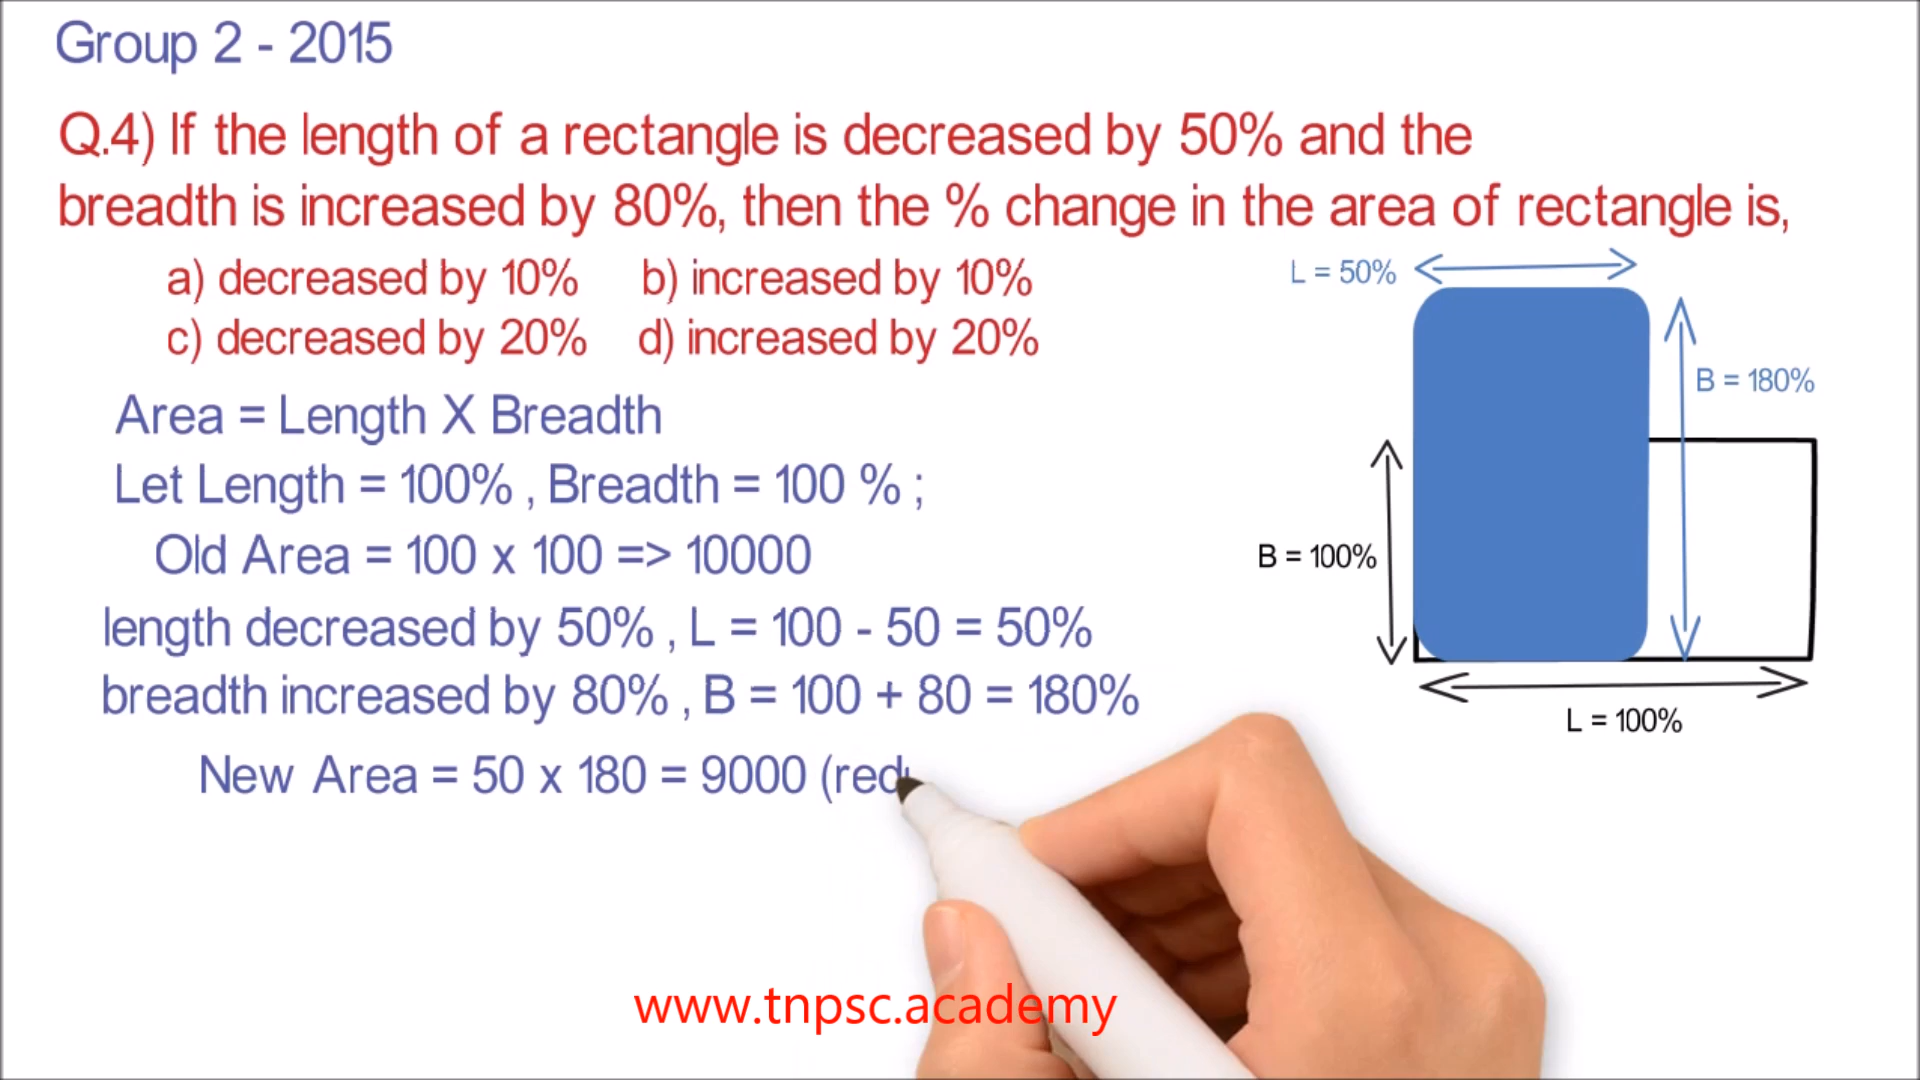 Group 2 - 2015
Q.4) If the length of a rectangle is decreased by 50% and the
breadth is increased by 80%, then the % change in the area of rectangle is,
a) decreased by 10% b) increased by 10%
c) decreased by 20% d) increased by 20%
Area = Length X Breadth
Let Length = 100% , Breadth = 100 % ;
Old Area = 100 x 100 => 10000
length decreased by 50% , L = 100 - 50 = 50%
breadth increased by 80% , B = 100 + 80 = 180%
New Area = 50 x 180 = 9000 (red
L = 50%
B = 180%
B = 100%
L = 100%
www.tnpsc.academy